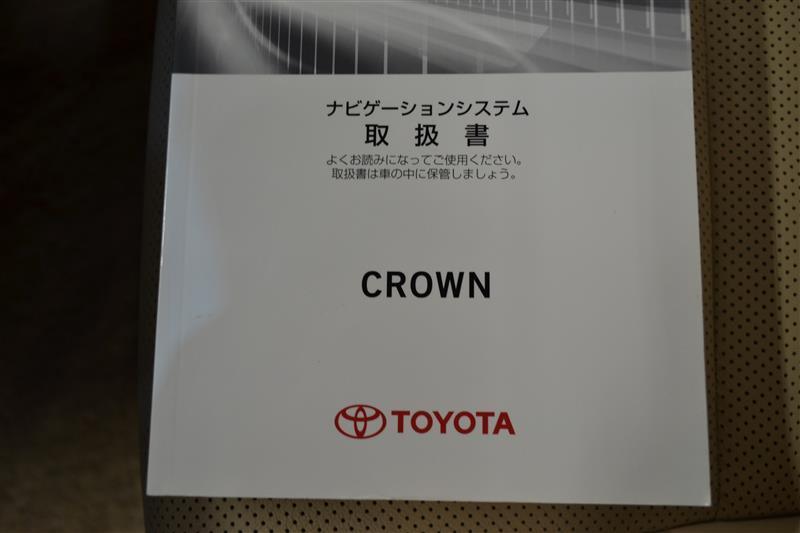 ナビゲーションシステム
取扱書
よくお読みになってご使用ください。
取扱書は車の中に保管しましょう。
CROWN
TOYOTA